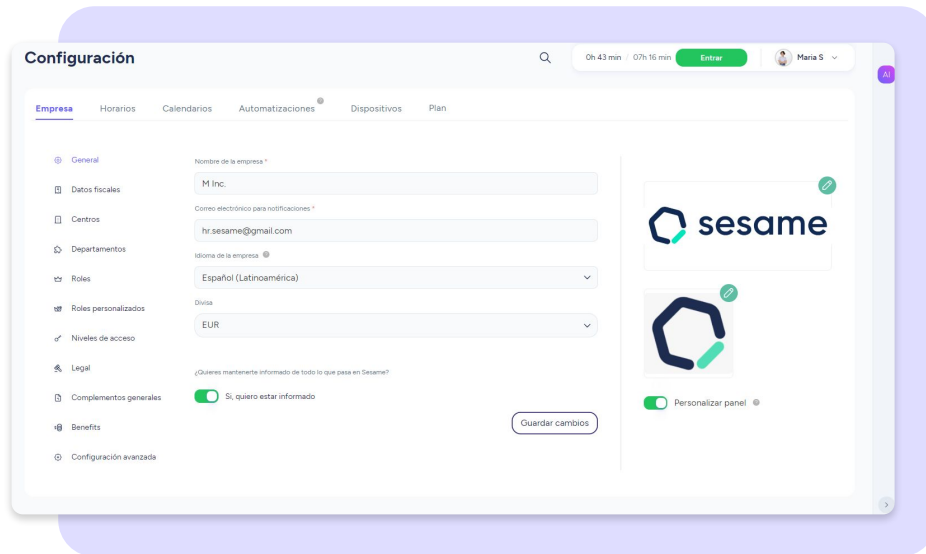 Configuración
0h 43 min / 07h 16 min Entrar Maria S
AI
Empresa Horarios Calendarios Automatizaciones Dispositivos Plan
General
Datos fiscales
Centros
Departamentos
Roles
Roles personalizados
Niveles de acceso
Legal
Complementos generales
Benefits
Configuración avanzada
Nombre de la empresa *
M Inc.
Correo electrónico para notificaciones *
hr.sesame@gmail.com
Idioma de la empresa
Español (Latinoamérica)
Divisa
EUR
¿Quieres mantenerte informado de todo lo que pasa en Sesame?
Si, quiero estar informado
Guardar cambios
sesame
Personalizar panel